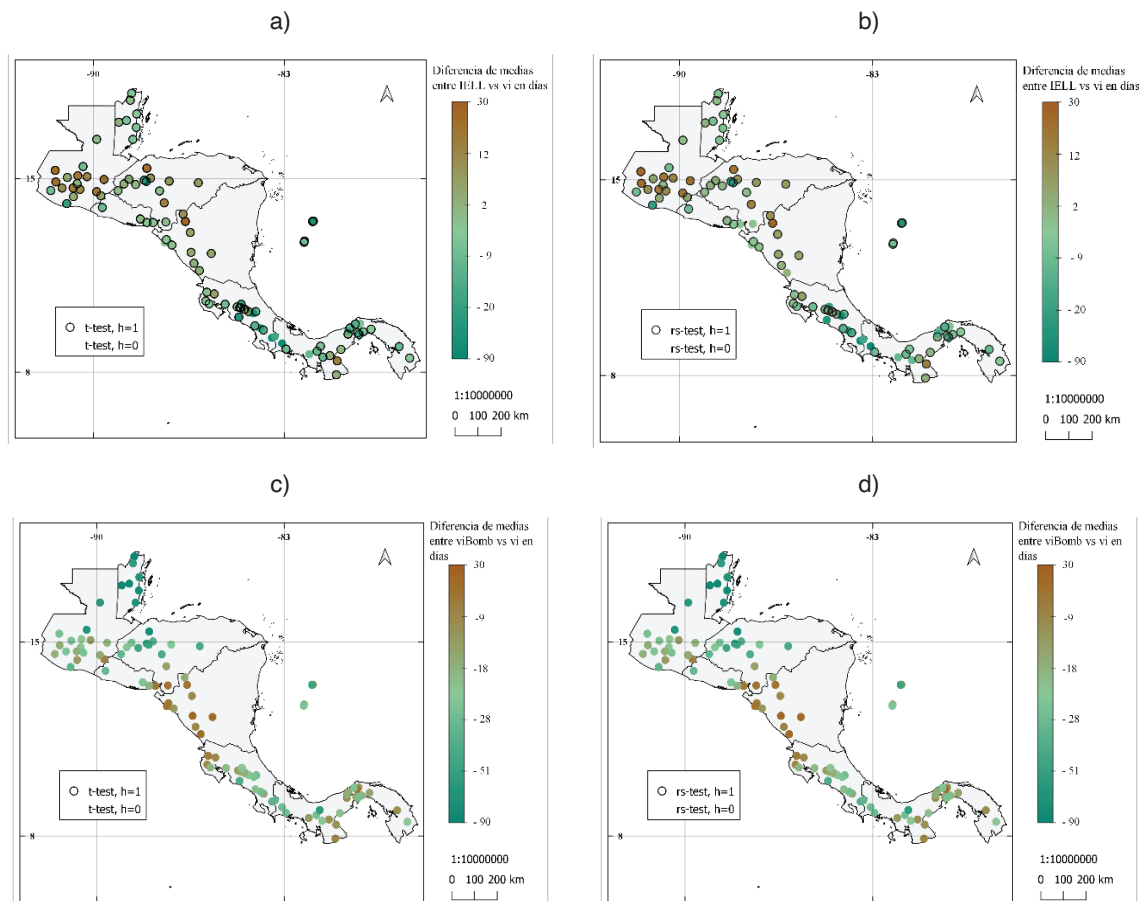 a)
-90
-83
15
8
t-test, h=1
t-test, h=0
Diferencia de medias
entre IELL vs vi en días
30
12
2
- 9
- 20
- 90
1:10000000
0 100 200 km
b)
-90
-83
15
8
rs-test, h=1
rs-test, h=0
Diferencia de medias
entre IELL vs vi en días
30
12
2
- 9
- 20
- 90
1:10000000
0 100 200 km
c)
-90
-83
15
8
t-test, h=1
t-test, h=0
Diferencia de medias
entre viBomb vs vi en
días
30
-9
-18
- 28
- 51
- 90
1:10000000
0 100 200 km
d)
-90
-83
15
8
rs-test, h=1
rs-test, h=0
Diferencia de medias
entre viBomb vs vi en
días
30
-9
-18
- 28
- 51
- 90
1:10000000
0 100 200 km